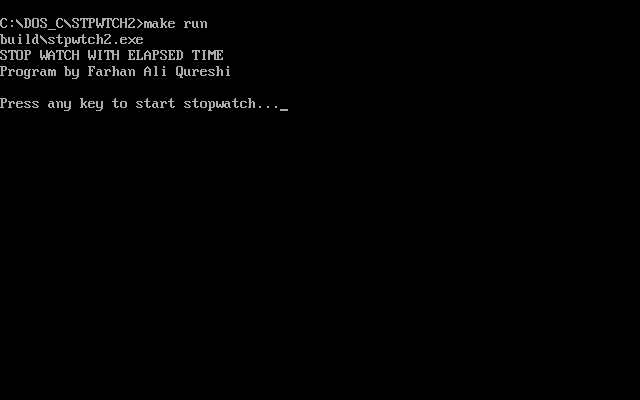 C:\DOS_C\STPWTCH2>make run
build\stpwtch2.exe
STOP WATCH WITH ELAPSED TIME
Program by Farhan Ali Qureshi
Press any key to start stopwatch..._